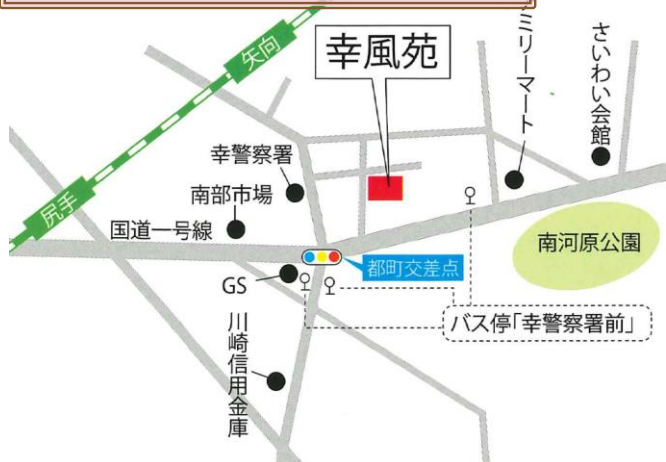 矢向
尻手
幸風苑
ミリーマート
さいわい会館
幸警察署
南部市場
国道一号線
都町交差点
南河原公園
GS
バス停「幸警察署前」
川崎信用金庫